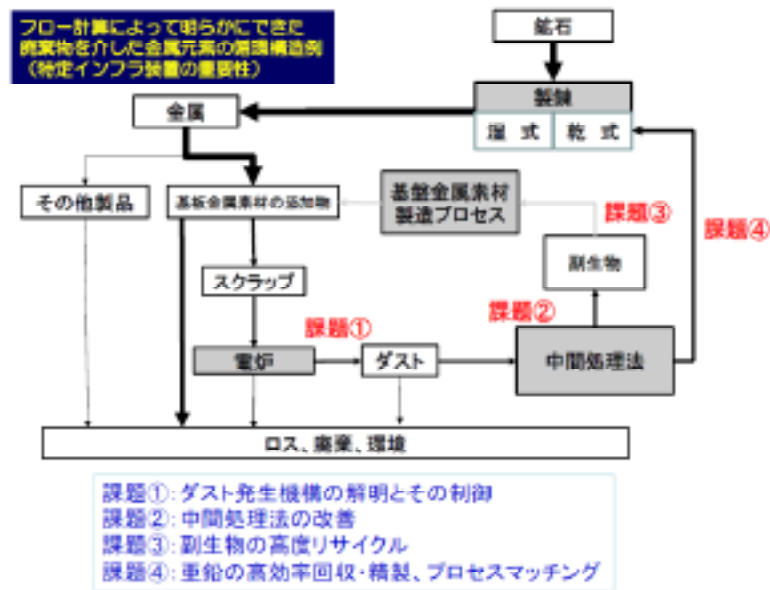 フロー計算によって明らかにできた
廃棄物を介した金属元素の循環構造例
（特定インフラ装置の重要性）
鉱石
製錬
湿 式
乾 式
金属
その他製品
基板金属素材の添加物
基盤金属素材
製造プロセス
課題③
課題④
副生物
スクラップ
課題①
課題②
電炉
ダスト
中間処理法
ロス、廃棄、環境
課題①：ダスト発生機構の解明とその制御
課題②：中間処理法の改善
課題③：副生物の高度リサイクル
課題④：亜鉛の高効率回収・精製、プロセスマッチング